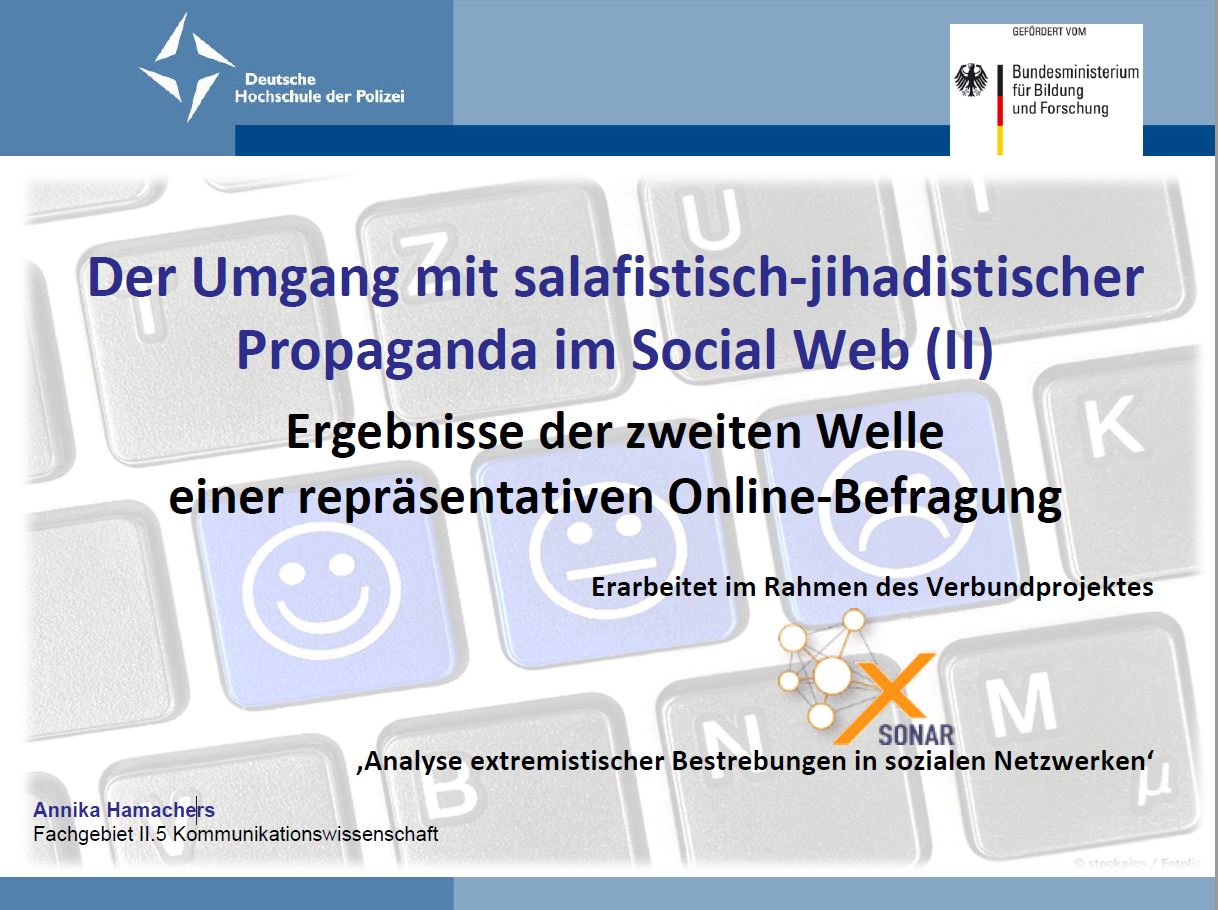 Deutsche
Hochschule der Polizei
GEFÖRDERT VOM
Bundesministerium
für Bildung
und Forschung
Der Umgang mit salafistisch-jihadistischer
Propaganda im Social Web (II)
Ergebnisse der zweiten Welle
einer repräsentativen Online-Befragung
Erarbeitet im Rahmen des Verbundprojektes
X
SONAR
‚Analyse extremistischer Bestrebungen in sozialen Netzwerken‘
Annika Hamachers
Fachgebiet II.5 Kommunikationswissenschaft
T
Z
U
I
K
V
B
N
M
µ
© stockpics / Fotolia